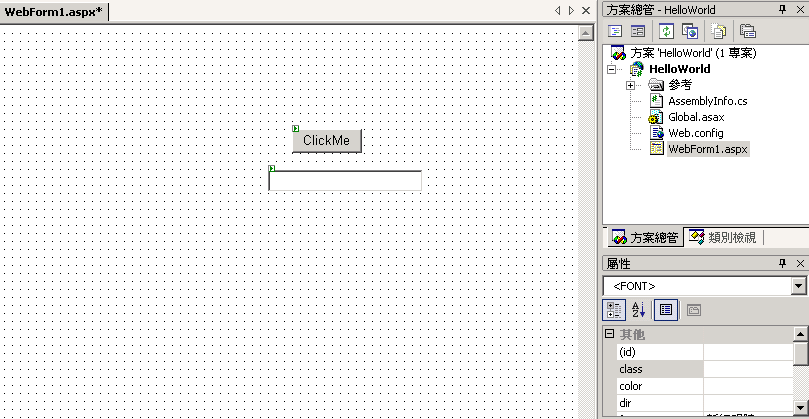 WebForm1.aspx*
ClickMe
方案總管 - HelloWorld
方案 'HelloWorld' (1 專案)
HelloWorld
參考
AssemblyInfo.cs
Global.asax
Web.config
WebForm1.aspx
方案總管
類別檢視
屬性
<FONT>
其他
(id)
class
color
dir